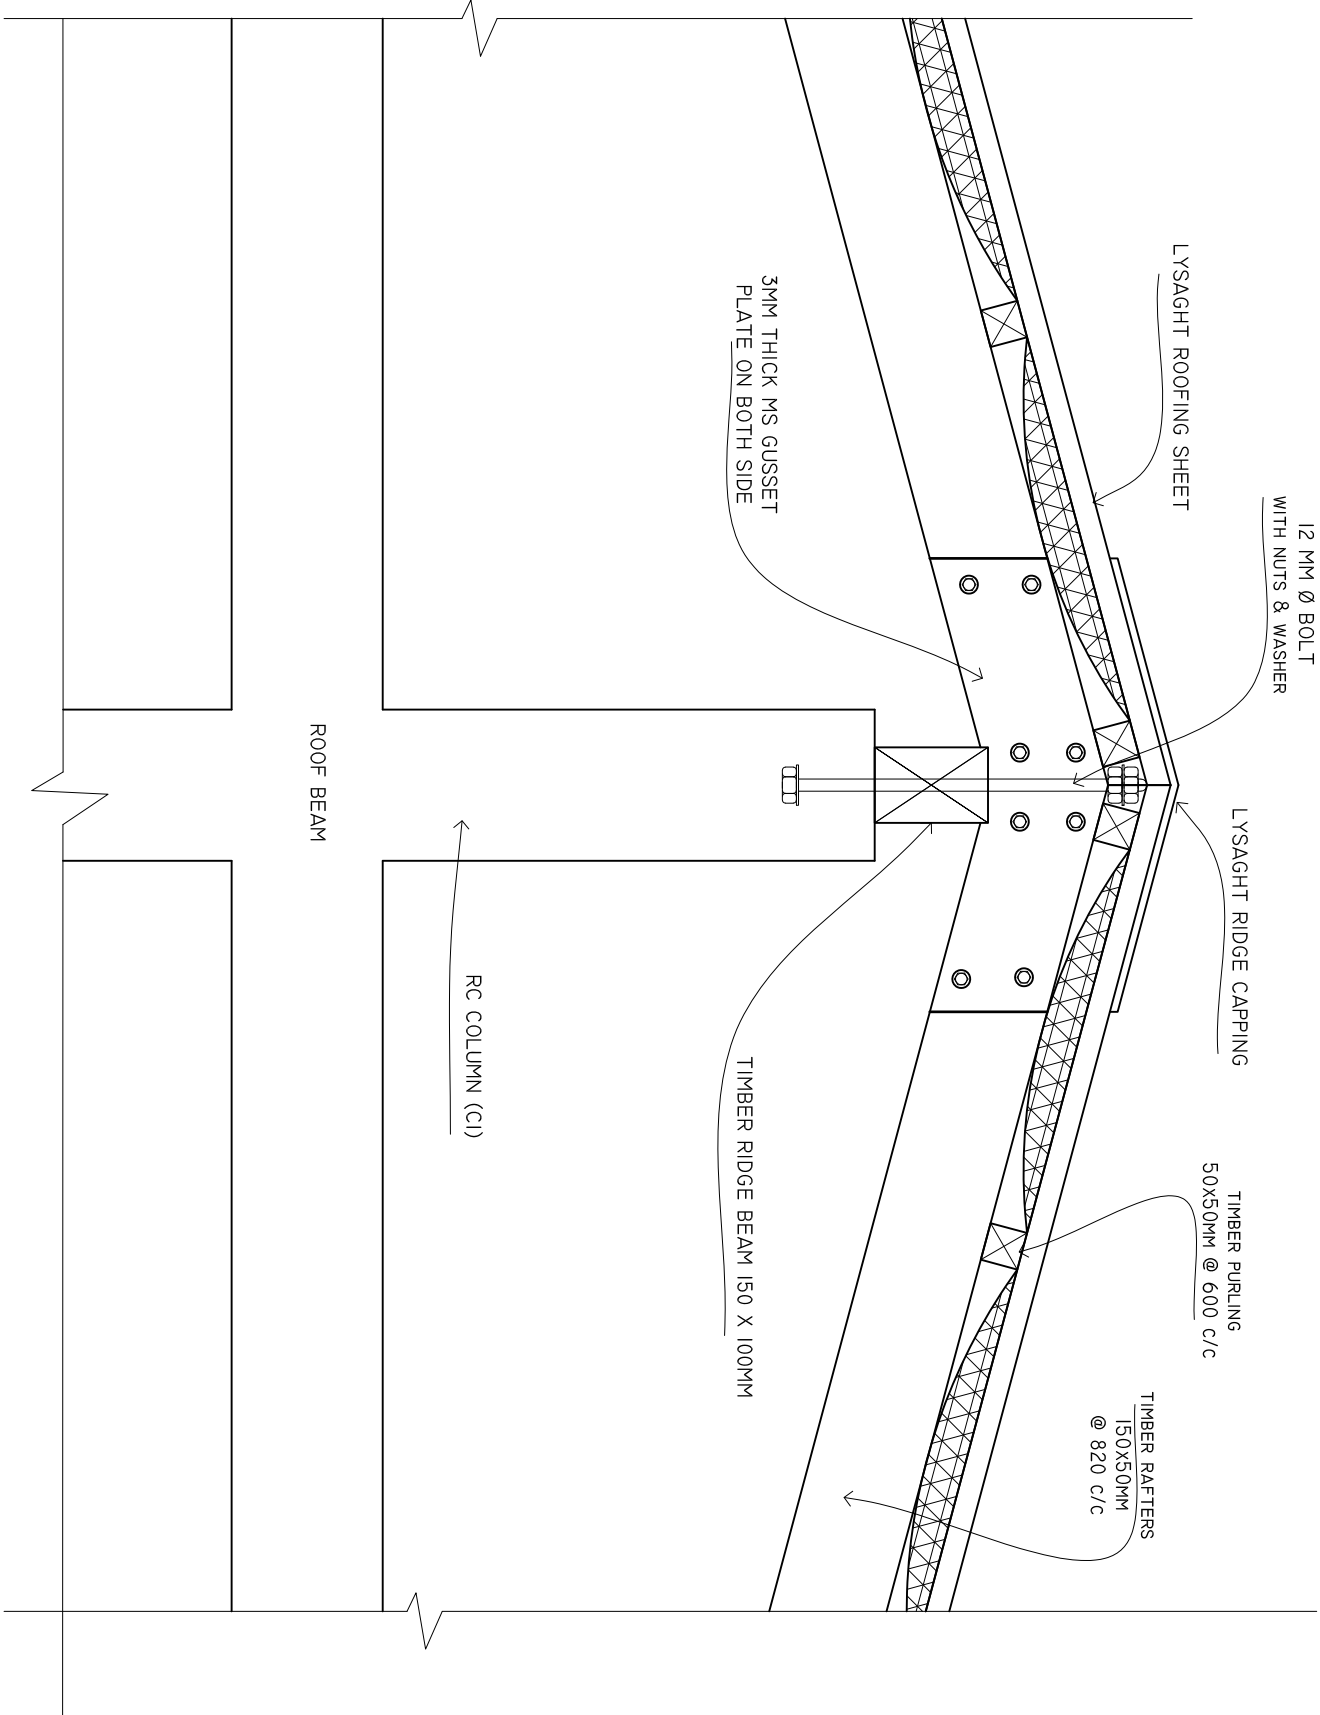 12 MM Ø BOLT
WITH NUTS & WASHER
LYSAGHT ROOFING SHEET
LYSAGHT RIDGE CAPPING
TIMBER PURLING
50x50MM @ 600 C/C
TIMBER RAFTERS
150x50MM
@ 820 C/C
3MM THICK MS GUSSET
PLATE ON BOTH SIDE
TIMBER RIDGE BEAM 150 X 100MM
RC COLUMN (C1)
ROOF BEAM